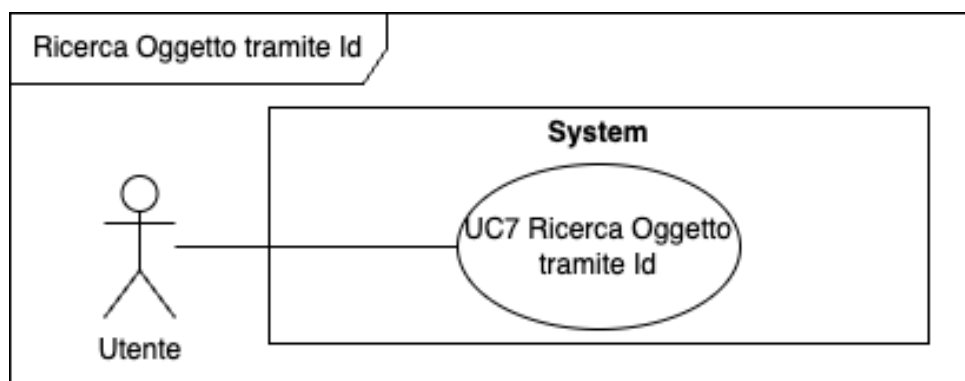 Ricerca Oggetto tramite Id
System
UC7 Ricerca Oggetto
tramite Id
Utente